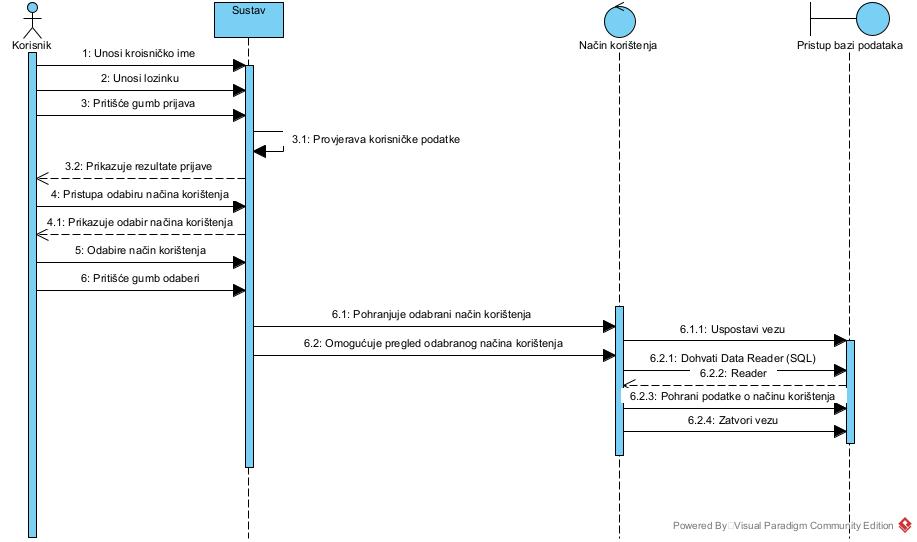 Korisnik
Sustav
Način korištenja
Pristup bazi podataka
1: Unosi kroisničko ime
2: Unosi lozinku
3: Pritišće gumb prijava
3.1: Provjerava korisničke podatke
3.2: Prikazuje rezultate prijave
4: Pristupa odabiru načina korištenja
4.1: Prikazuje odabir načina korištenja
5: Odabire način korištenja
6: Pritišće gumb odaberi
6.1: Pohranjuje odabrani način korištenja
6.1.1: Uspostavi vezu
6.2: Omogućuje pregled odabranog načina korištenja
6.2.1: Dohvati Data Reader (SQL)
6.2.2: Reader
6.2.3: Pohrani podatke o načinu korištenja
6.2.4: Zatvori vezu
Powered By Visual Paradigm Community Edition